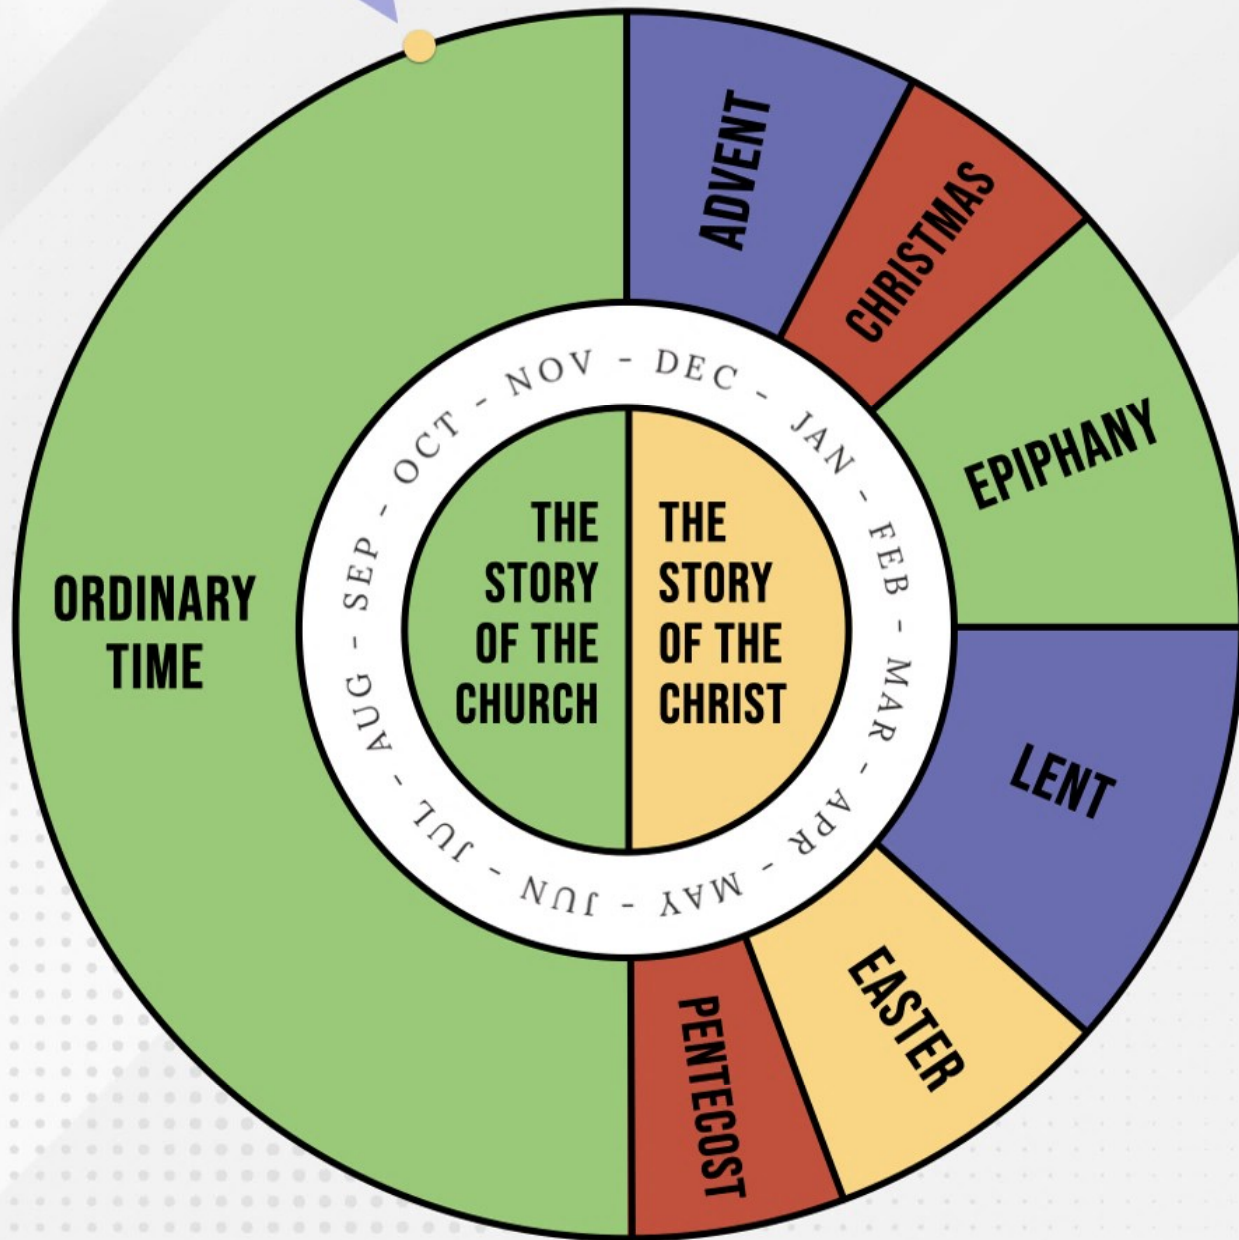 ADVENT
CHRISTMAS
EPIPHANY
LENT
EASTER
PENTECOST
ORDINARY
TIME
DEC - JAN - FEB - MAR - APR - MAY - JUN - JUL - AUG - SEP - OCT - NOV -
THE
STORY
OF THE
CHURCH
THE
STORY
OF THE
CHRIST